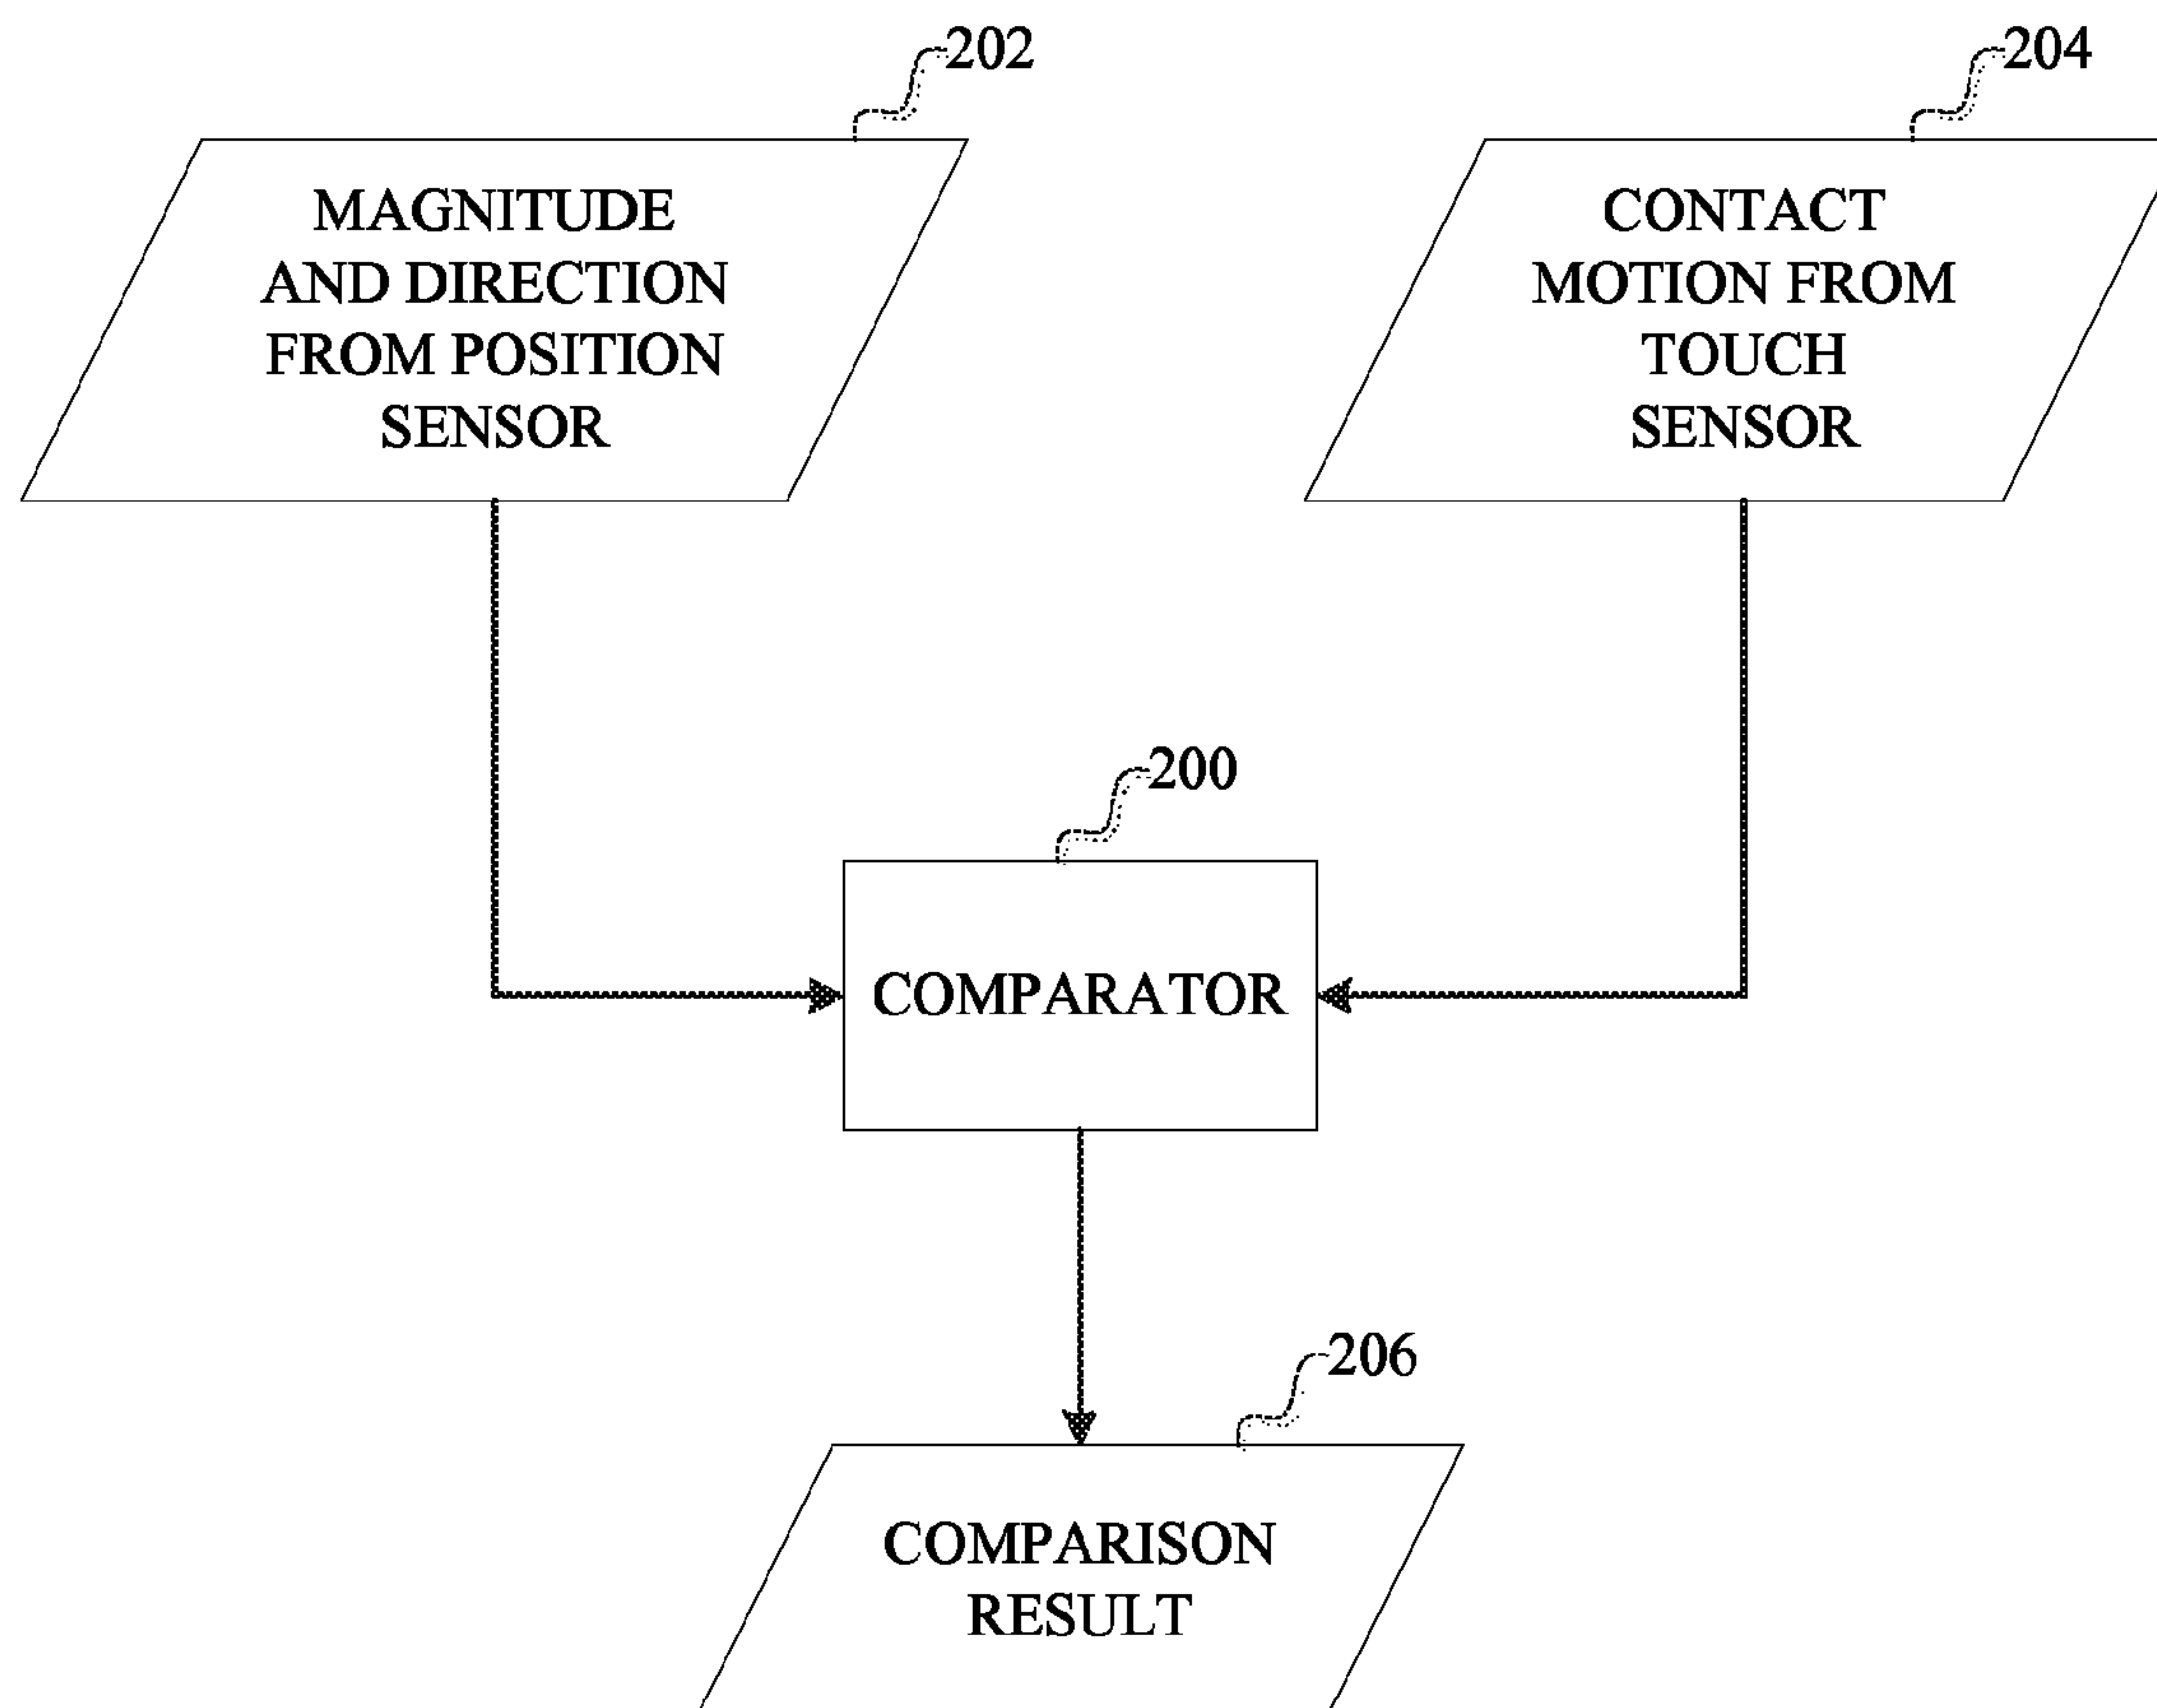 202
204
MAGNITUDE
AND DIRECTION
FROM POSITION
SENSOR
CONTACT
MOTION FROM
TOUCH
SENSOR
200
COMPARATOR
206
COMPARISON
RESULT